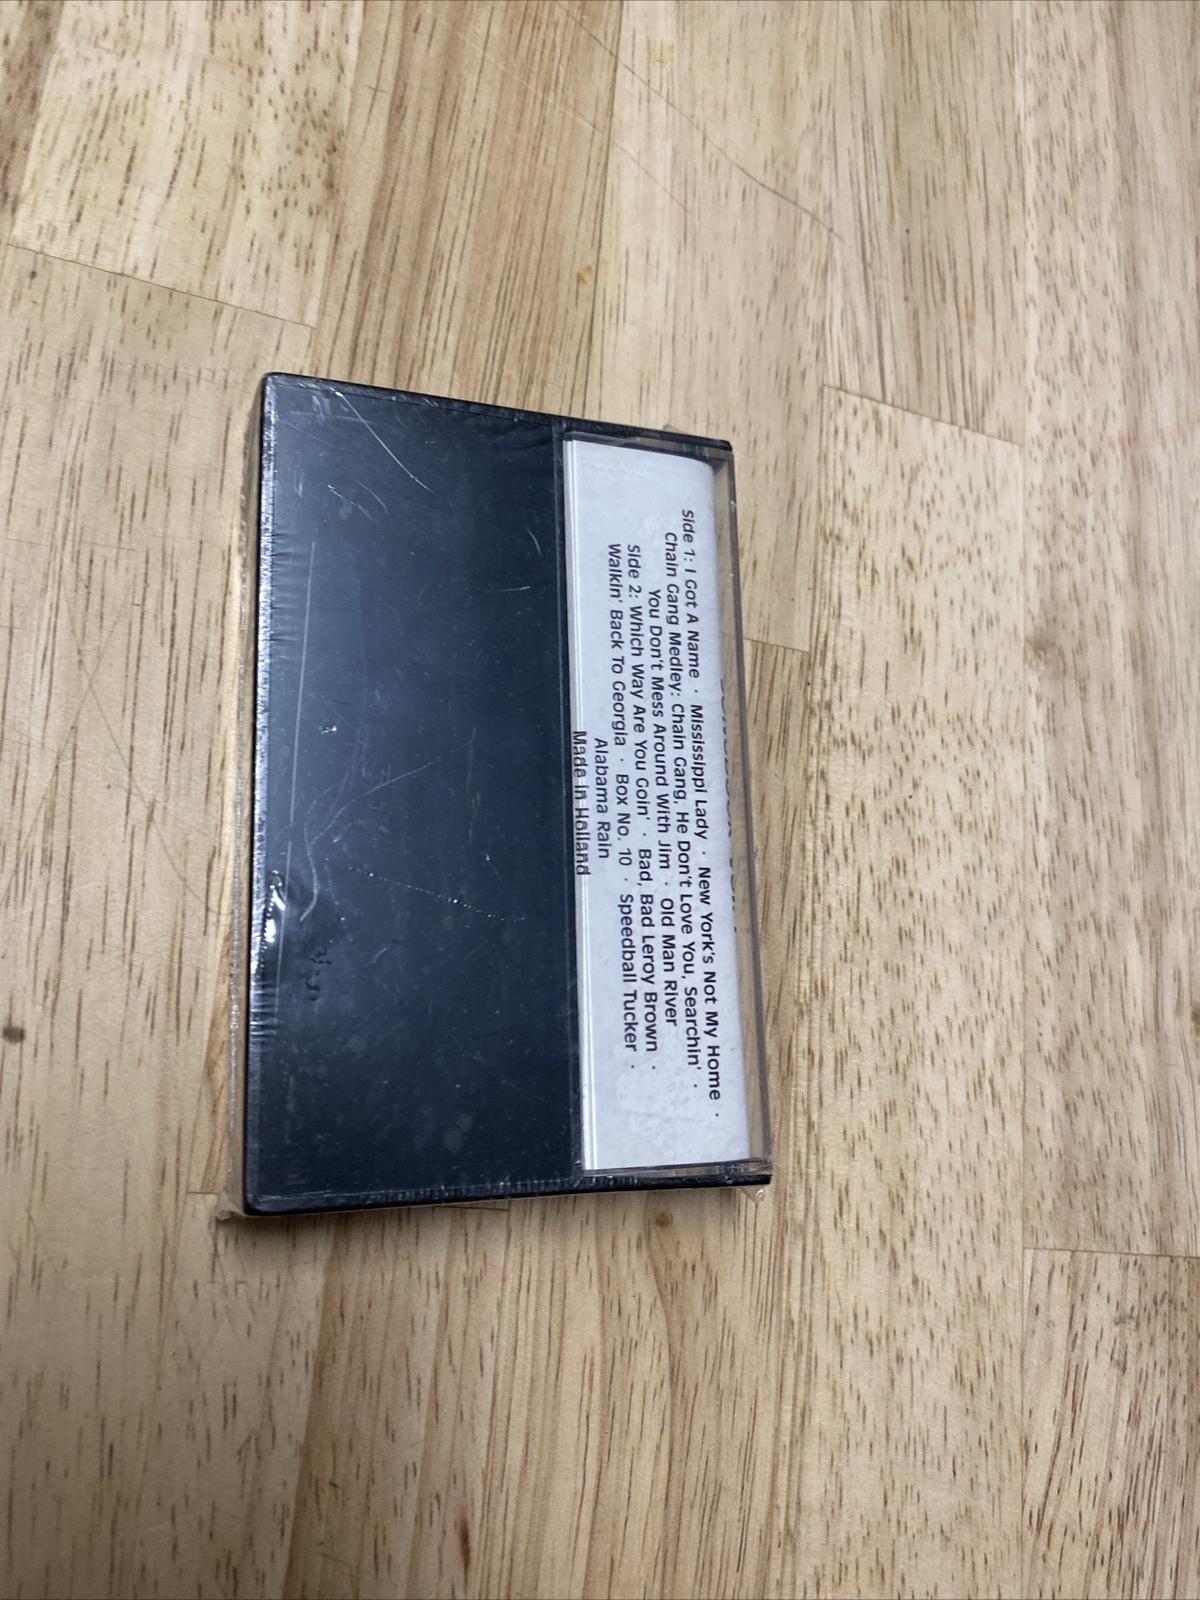 Side 1: I Got A Name · Mississippi Lady · New York's Not My Home ·
Chain Gang Medley: Chain Gang, He Don't Love You, Searchin' ·
You Don't Mess Around With Jim · Old Man River
Side 2: Which Way Are You Goin' · Bad, Bad Leroy Brown ·
Walkin' Back To Georgia · Box No. 10 · Speedball Tucker ·
Alabama Rain
Made in Holland